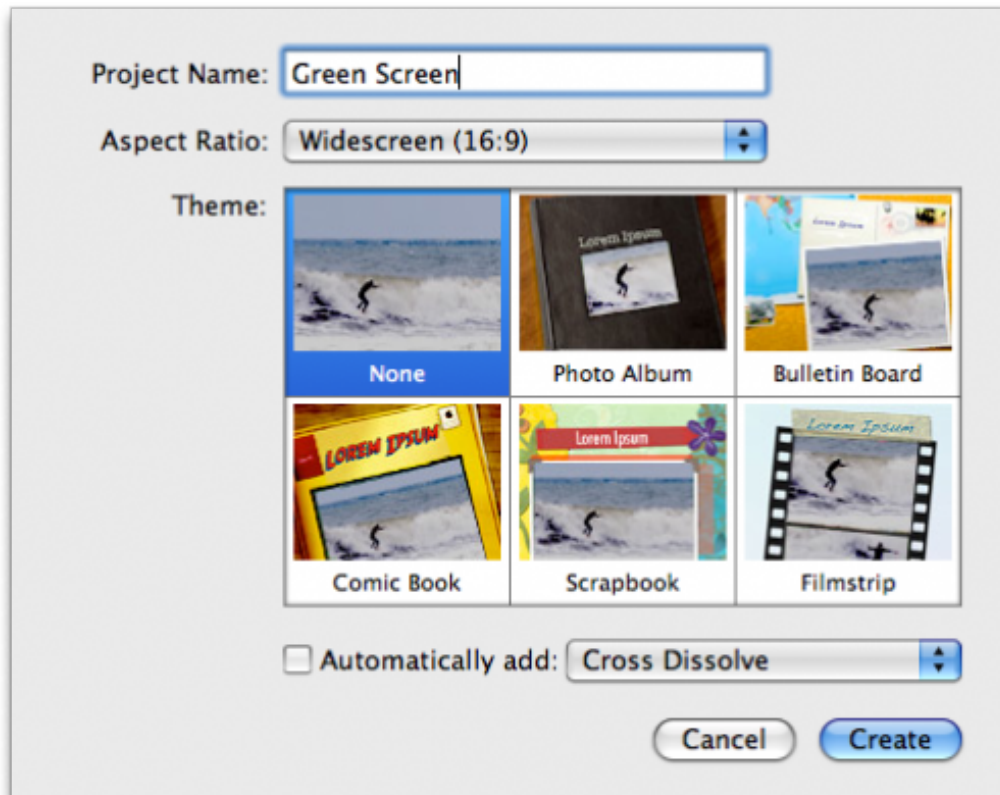 Project Name: Green Screen
Aspect Ratio: Widescreen (16:9)
Theme:
Lorem Ipsum
Lorem Ipsum
None
Photo Album
Bulletin Board
LOREM IPSUM
Lorem Ipsum
Lorem Ipsum
Comic Book
Scrapbook
Filmstrip
Automatically add: Cross Dissolve
Cancel
Create